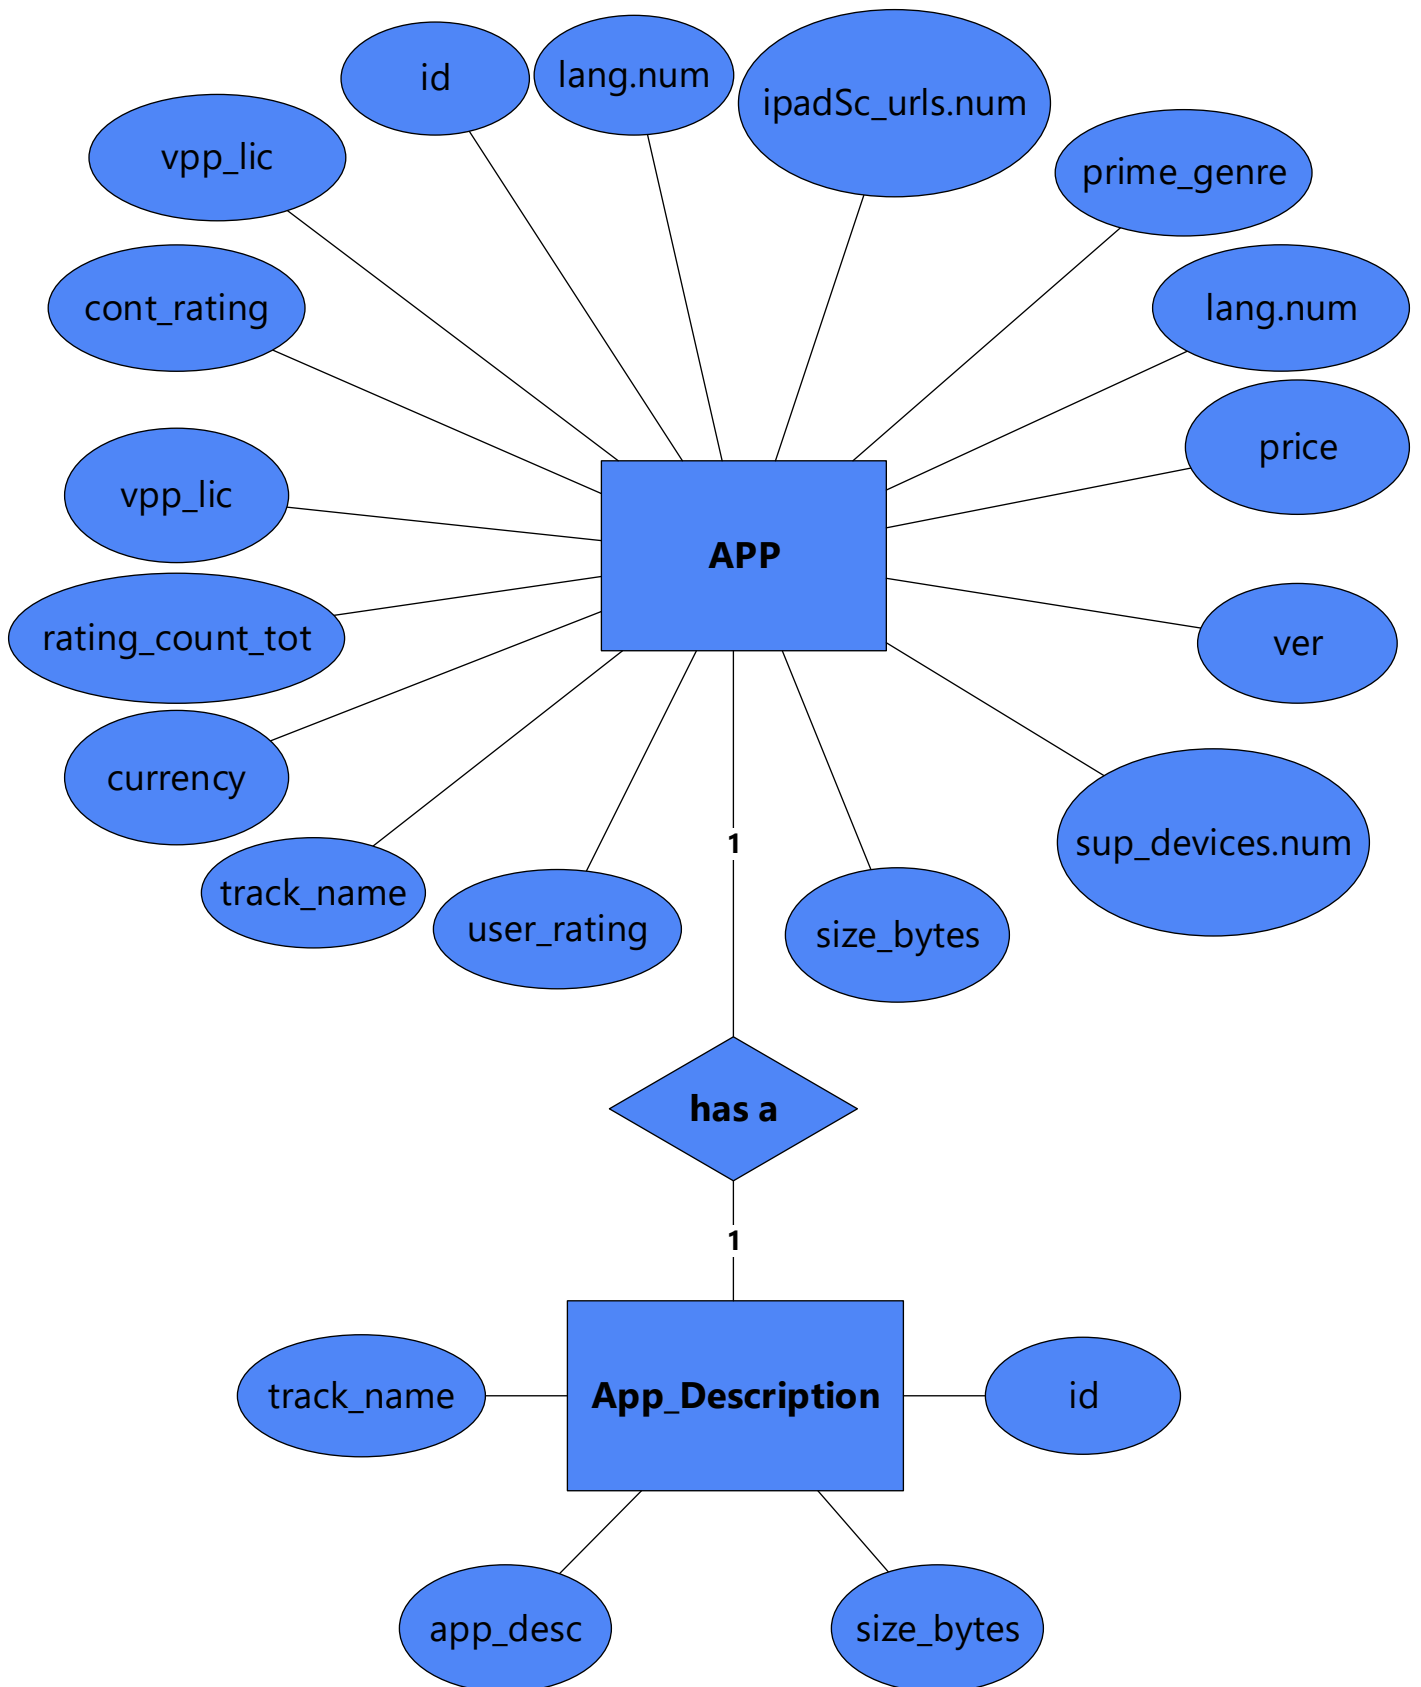 id
lang.num
ipadSc_urls.num
vpp_lic
prime_genre
cont_rating
lang.num
price
vpp_lic
APP
rating_count_tot
ver
currency
1
sup_devices.num
track_name
user_rating
size_bytes
has a
1
track_name
App_Description
id
app_desc
size_bytes